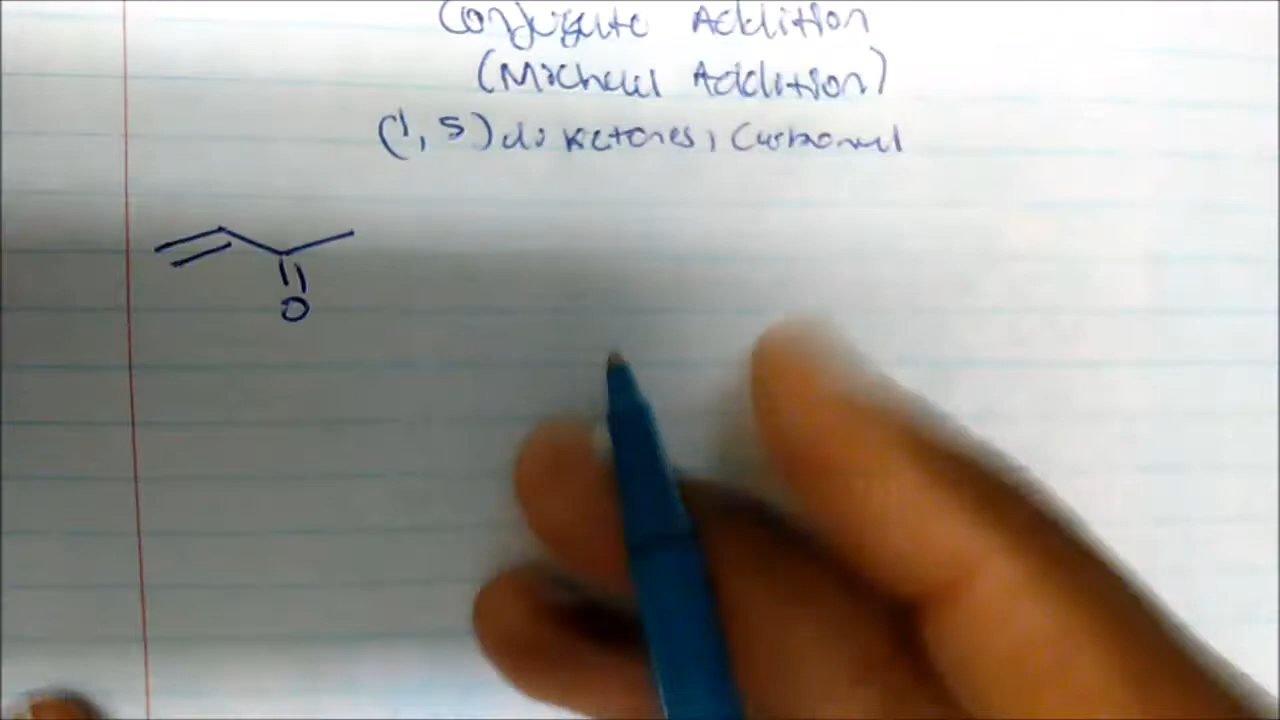 Conjugate Addition
(Michael Addition)
(1, 5) di ketones, Carbonyl
O